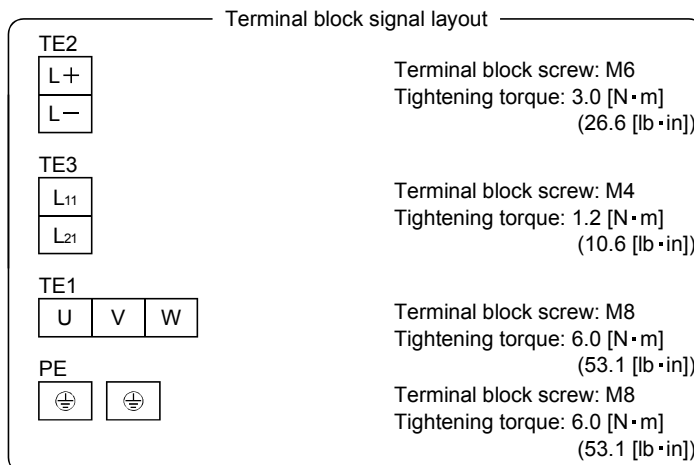 Terminal block signal layout
TE2
L+
L−
Terminal block screw: M6
Tightening torque: 3.0 [N▪m]
(26.6 [lb▪in])
TE3
L11
L21
Terminal block screw: M4
Tightening torque: 1.2 [N▪m]
(10.6 [lb▪in])
TE1
U V W
Terminal block screw: M8
Tightening torque: 6.0 [N▪m]
(53.1 [lb▪in])
PE
Terminal block screw: M8
Tightening torque: 6.0 [N▪m]
(53.1 [lb▪in])